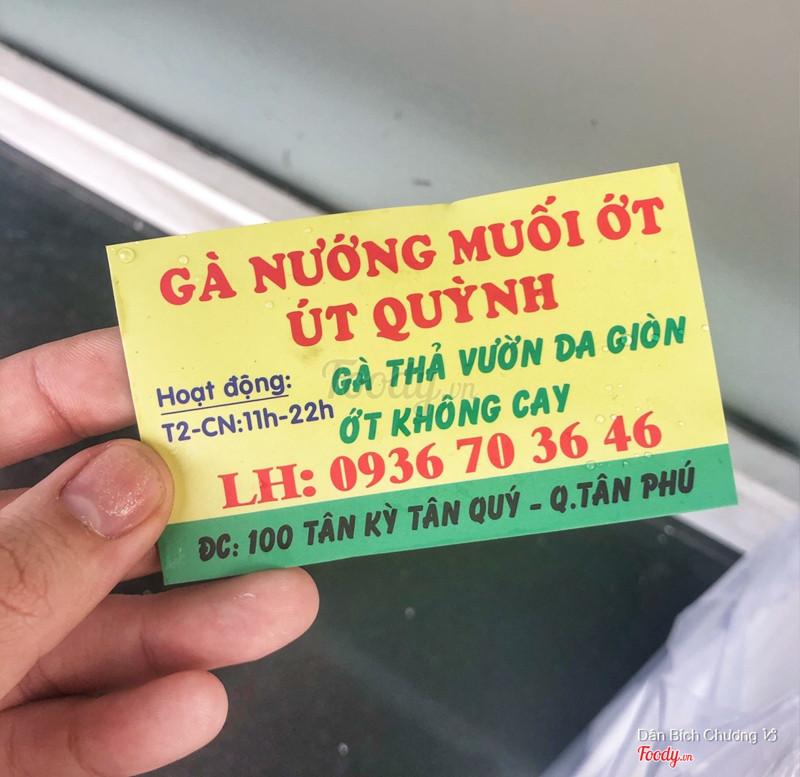 GÀ NƯỚNG MUỐI ỚT
ÚT QUỲNH
GÀ THẢ VƯỜN DA GIÒN
Hoạt động:
T2-CN:11h-22h
ỚT KHÔNG CAY
LH: 0936 70 36 46
ĐC: 100 TÂN KỲ TÂN QUÝ - Q.TÂN PHÚ
Foody.vn
Dân Bích Chương
Foody.vn